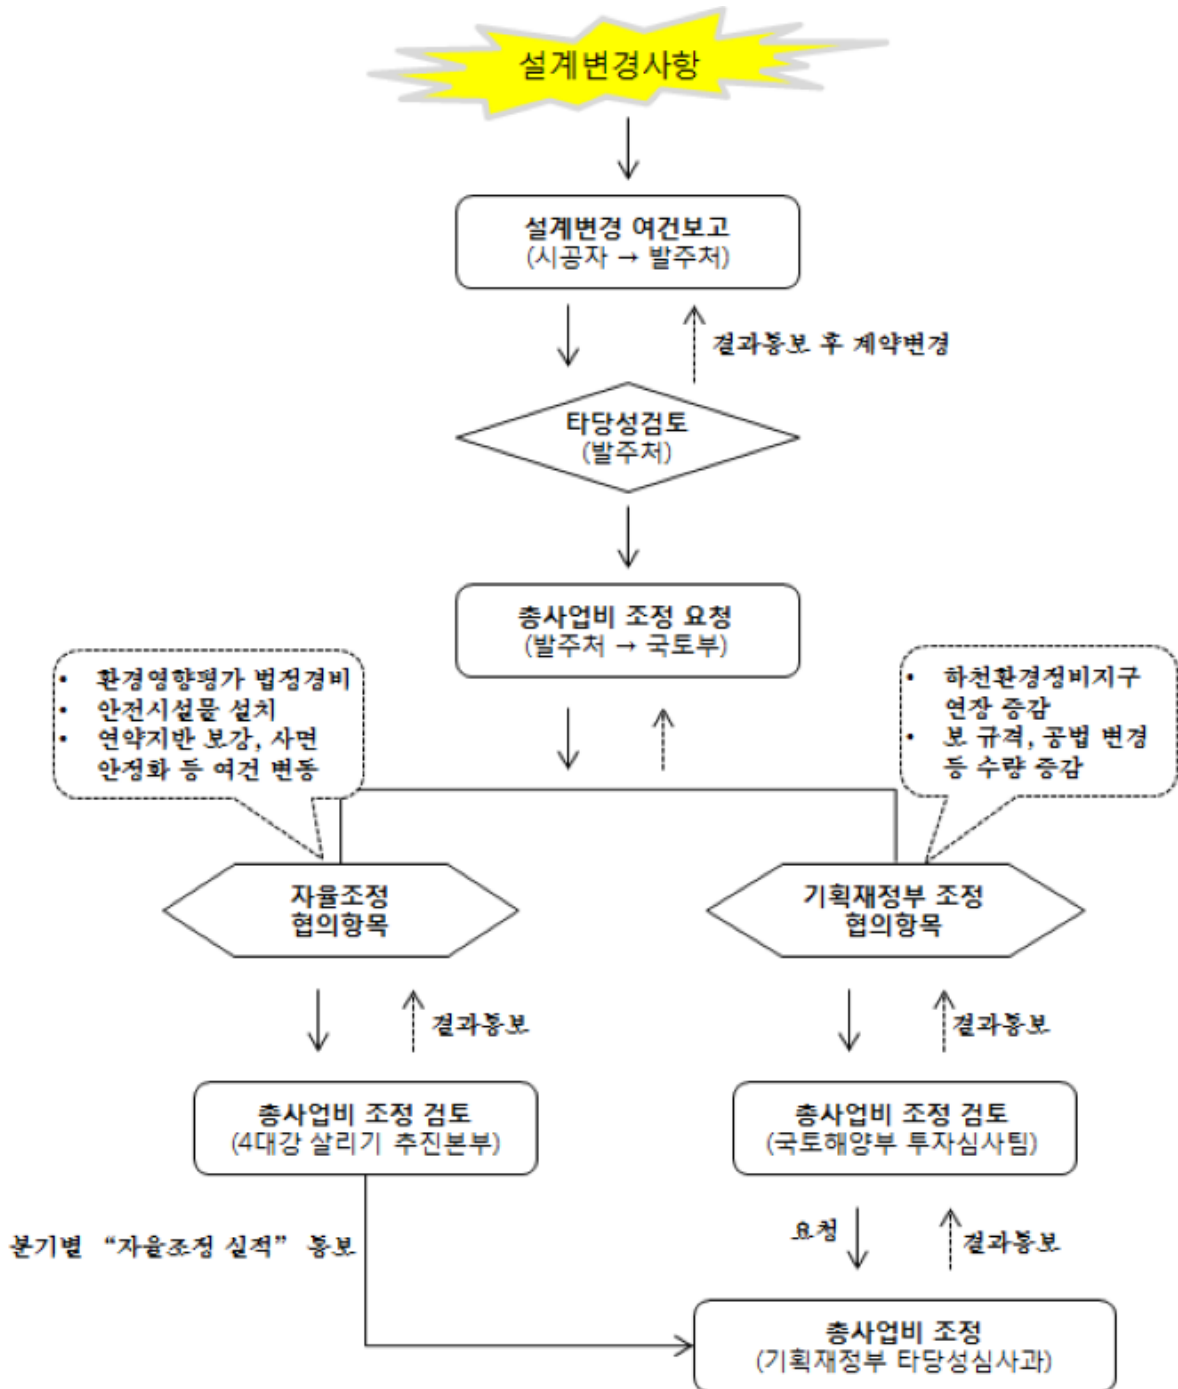 설계변경사항
설계변경 여건보고
(시공자 → 발주처)
결과통보 후 계약변경
타당성검토
(발주처)
총사업비 조정 요청
(발주처 → 국토부)
• 환경영향평가 법정경비
• 안전시설물 설치
• 연약지반 보강, 사면
안정화 등 여건 변동
• 하천환경정비지구
연장 증감
• 보 규격, 공법 변경
등 수량 증감
자율조정
협의항목
기획재정부 조정
협의항목
결과통보
결과통보
총사업비 조정 검토
(4대강 살리기 추진본부)
총사업비 조정 검토
(국토해양부 투자심사팀)
분기별 “자율조정 실적” 통보
요청
결과통보
총사업비 조정
(기획재정부 타당성심사과)